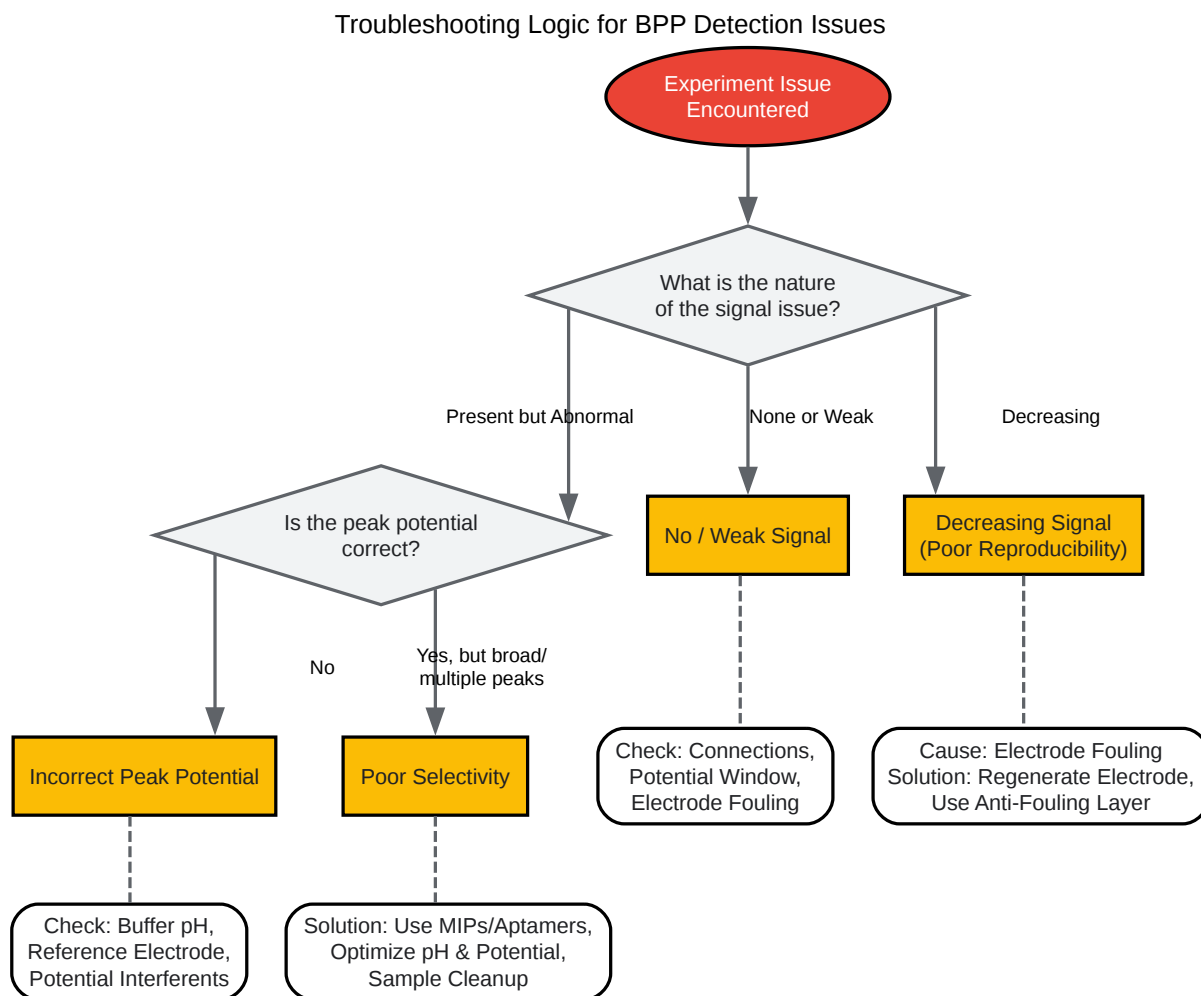 Troubleshooting Logic for BPP Detection Issues
Experiment Issue
Encountered
What is the nature
of the signal issue?
Present but Abnormal
None or Weak
Decreasing
Is the peak potential
correct?
No / Weak Signal
Decreasing Signal
(Poor Reproducibility)
No
Yes, but broad/
multiple peaks
Incorrect Peak Potential
Poor Selectivity
Check: Connections,
Potential Window,
Electrode Fouling
Cause: Electrode Fouling
Solution: Regenerate Electrode,
Use Anti-Fouling Layer
Check: Buffer pH,
Reference Electrode,
Potential Interferents
Solution: Use MIPs/Aptamers,
Optimize pH & Potential,
Sample Cleanup